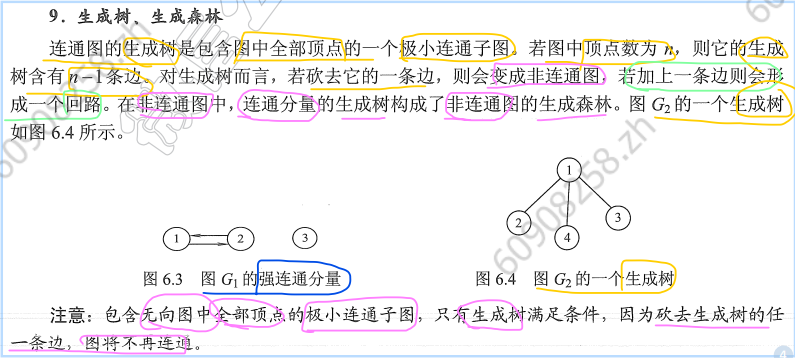 9．生成树、生成森林
连通图的生成树是包含图中全部顶点的一个极小连通子图。若图中顶点数为 n，则它的生成
树含有 n−1 条边。对生成树而言，若砍去它的一条边，则会变成非连通图，若加上一条边则会形
成一个回路。在非连通图中，连通分量的生成树构成了非连通图的生成森林。图 G₂ 的一个生成树
如图 6.4 所示。
1 2 3
1
2 4 3
图 6.3 图 G₁ 的强连通分量
图 6.4 图 G₂ 的一个生成树
注意：包含无向图中全部顶点的极小连通子图，只有生成树满足条件，因为砍去生成树的任
一条边，图将不再连通。
60908258.zh
60908258.zh